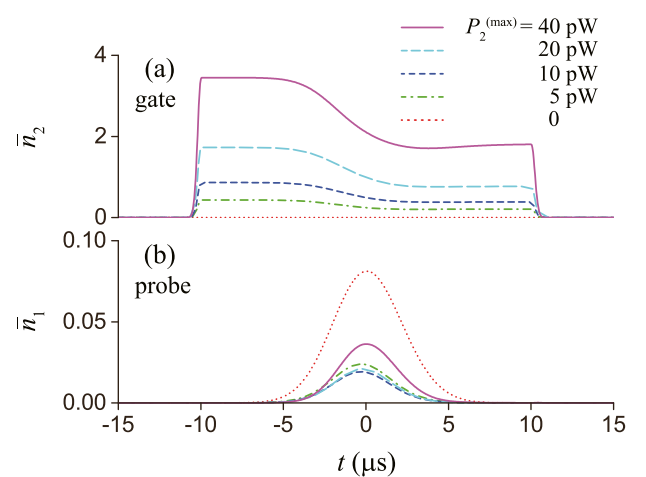 P₂⁽ᵐᵃˣ⁾ = 40 pW
20 pW
10 pW
5 pW
0
(a)
gate
n̅₂
4
2
0
(b)
probe
n̅₁
0.10
0.05
0.00
-15 -10 -5 0 5 10 15
t (μs)